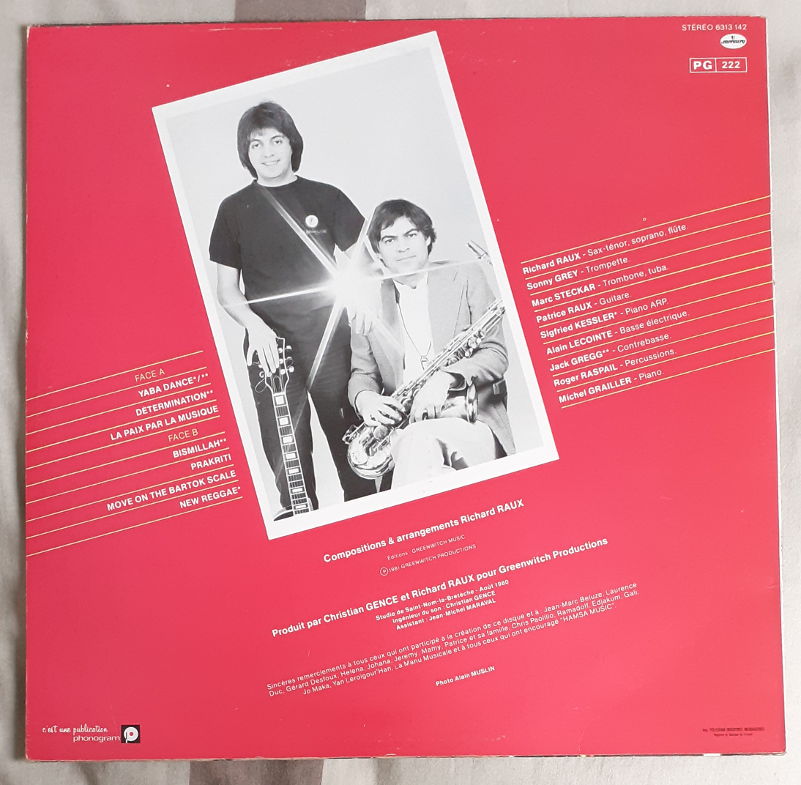 STÉRÉO 6313 142
mercury
PG 222
Richard RAUX - Sax-ténor, soprano, flûte
Sonny GREY - Trompette.
Marc STECKAR - Trombone, tuba.
Patrice RAUX - Guitare.
Sigfried KESSLER* - Piano ARP.
Alain LECOINTE - Basse électrique.
Jack GREGG** - Contrebasse.
Roger RASPAIL - Percussions.
Michel GRAILLER - Piano.
FACE A
YABA DANCE*/**
DETERMINATION**
LA PAIX PAR LA MUSIQUE
FACE B
BISMILLAH**
PRAKRITI
MOVE ON THE BARTOK SCALE
NEW REGGAE*
Compositions & arrangements Richard RAUX
Editions : GREENWITCH MUSIC
℗ 1981 GREENWITCH PRODUCTIONS
Produit par Christian GENCE et Richard RAUX pour Greenwitch Productions
Studio de Saint-Nom-la-Bretèche - Août 1980
Ingénieur du son : Christian GENCE
Assistant : Jean-Michel MARAVAL
Sincères remerciements à tous ceux qui ont participé à la création de ce disque et à : Jean-Marc Beluze, Laurence
Duc, Gérard Desfoux, Helena, Johana, Jeremy, Mamy, Patrice et sa famille, Chris Paolillo, Ramsdolf, Edjakum, Gali,
Jo Maka, Yan Leroigour'Han, La Manu Musicale et à tous ceux qui ont encouragé "HAMSA MUSIC"
Photo Alain MUSLIN
c'est une publication
phonogram